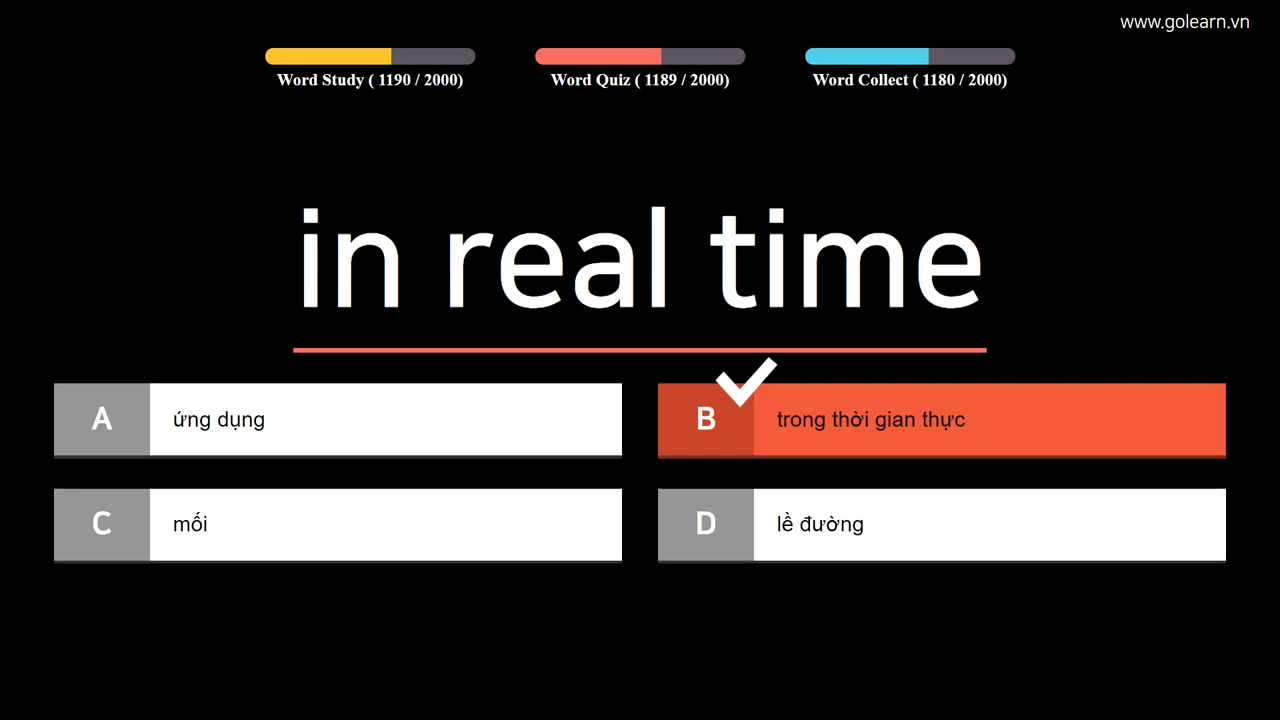 www.golearn.vn
Word Study ( 1190 / 2000)
Word Quiz ( 1189 / 2000)
Word Collect ( 1180 / 2000)
in real time
A ứng dụng
B trong thời gian thực
C mối
D lề đường